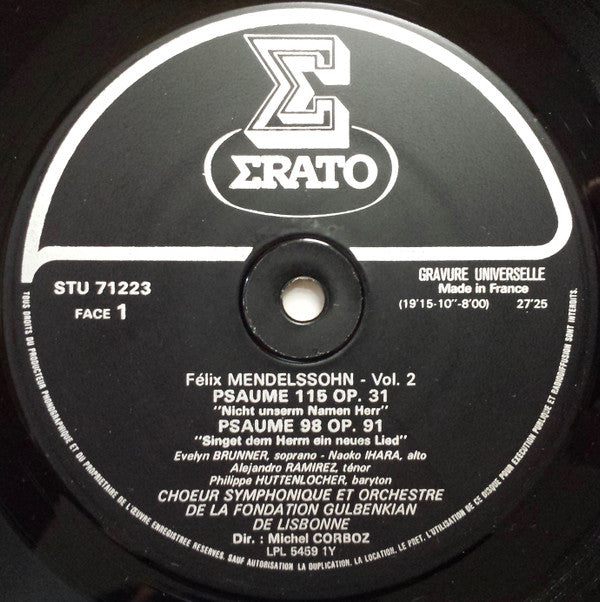 ΣRATO
STU 71223
FACE 1
GRAVURE UNIVERSELLE
Made in France
(19'15-10"-8'00) 27'25
Félix MENDELSSOHN - Vol. 2
PSAUME 115 OP. 31
"Nicht unserm Namen Herr"
PSAUME 98 OP. 91
"Singet dem Herrn ein neues Lied"
Evelyn BRUNNER, soprano - Naoko IHARA, alto
Alejandro RAMIREZ, ténor
Philippe HUTTENLOCHER, baryton
CHOEUR SYMPHONIQUE ET ORCHESTRE
DE LA FONDATION GULBENKIAN
DE LISBONNE
Dir. : Michel CORBOZ
LPL 5459 1Y
TOUS DROITS DU PRODUCTEUR PHONOGRAPHIQUE ET DU PROPRIETAIRE DE L'ŒUVRE ENREGISTREE RESERVES. SAUF AUTORISATION LA DUPLICATION, LA LOCATION, LE PRET, L'UTILISATION DE CE DISQUE POUR EXECUTION PUBLIQUE ET RADIODIFFUSION SONT INTERDITS.